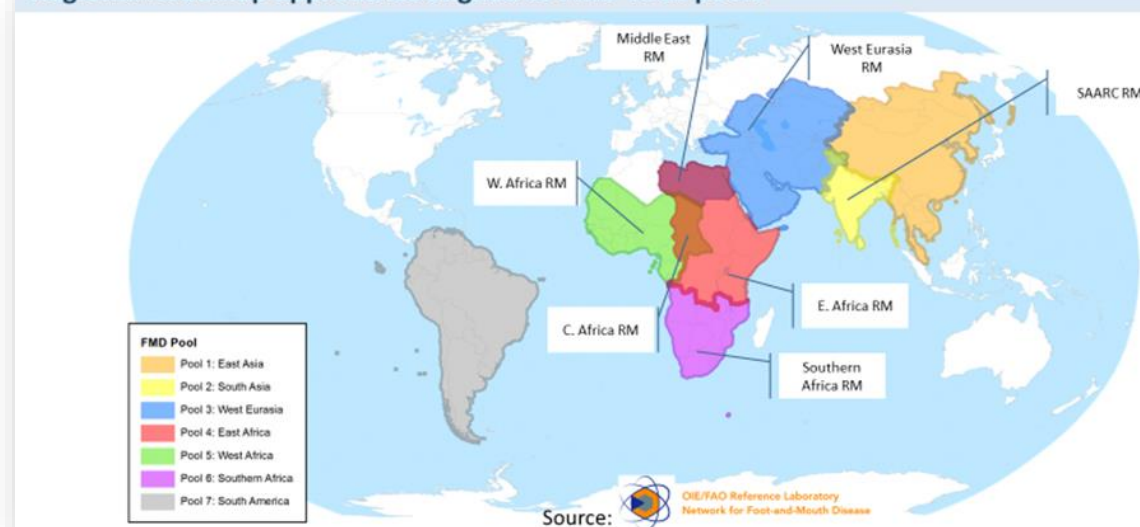 Middle East
RM
West Eurasia
RM
SAARC RM
W. Africa RM
E. Africa RM
C. Africa RM
Southern
Africa RM
FMD Pool
Pool 1: East Asia
Pool 2: South Asia
Pool 3: West Eurasia
Pool 4: East Africa
Pool 5: West Africa
Pool 6: Southern Africa
Pool 7: South America
Source:
OIE/FAO Reference Laboratory
Network for Foot-and-Mouth Disease